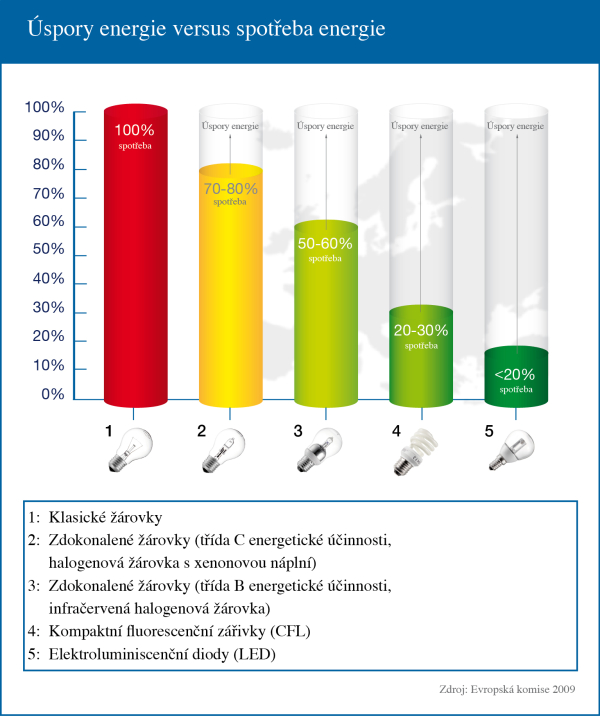 Úspory energie versus spotřeba energie
100%
90%
80%
70%
60%
50%
40%
30%
20%
10%
0%
100%
spotřeba
Úspory energie
70-80%
spotřeba
Úspory energie
50-60%
spotřeba
Úspory energie
20-30%
spotřeba
Úspory energie
<20%
spotřeba
1
2
3
4
5
1: Klasické žárovky
2: Zdokonalené žárovky (třída C energetické účinnosti,
halogenová žárovka s xenonovou náplní)
3: Zdokonalené žárovky (třída B energetické účinnosti,
infračervená halogenová žárovka)
4: Kompaktní fluorescenční zářivky (CFL)
5: Elektroluminiscenční diody (LED)
Zdroj: Evropská komise 2009